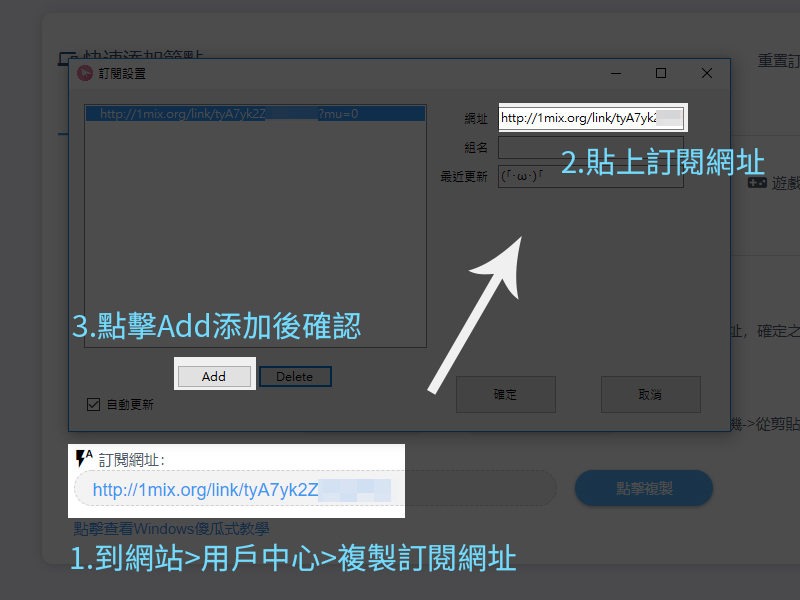 快速添加節點
重置訂
訂閱設置
http://1mix.org/link/tyA7yk2Z ?mu=0
網址 http://1mix.org/link/tyA7yk2
組名
2.貼上訂閱網址
最近更新 (「·ω·)「
遊戲
3.點擊Add添加後確認
址，確定之
Add Delete
確定 取消
自動更新
機->從剪貼
訂閱網址:
http://1mix.org/link/tyA7yk2Z
點擊複製
點擊查看Windows傻瓜式教學
1.到網站>用戶中心>複製訂閱網址